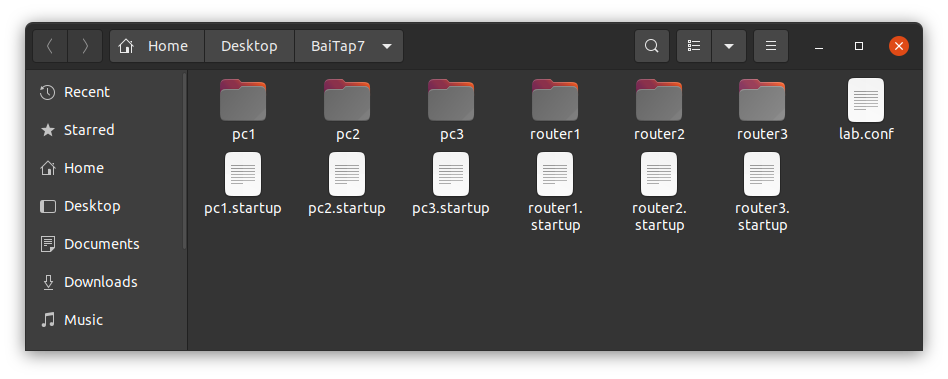 Home Desktop BaiTap7
Recent
Starred
Home
Desktop
Documents
Downloads
Music
pc1 pc2 pc3 router1 router2 router3 lab.conf
pc1.startup pc2.startup pc3.startup router1. router2. router3.
startup startup startup